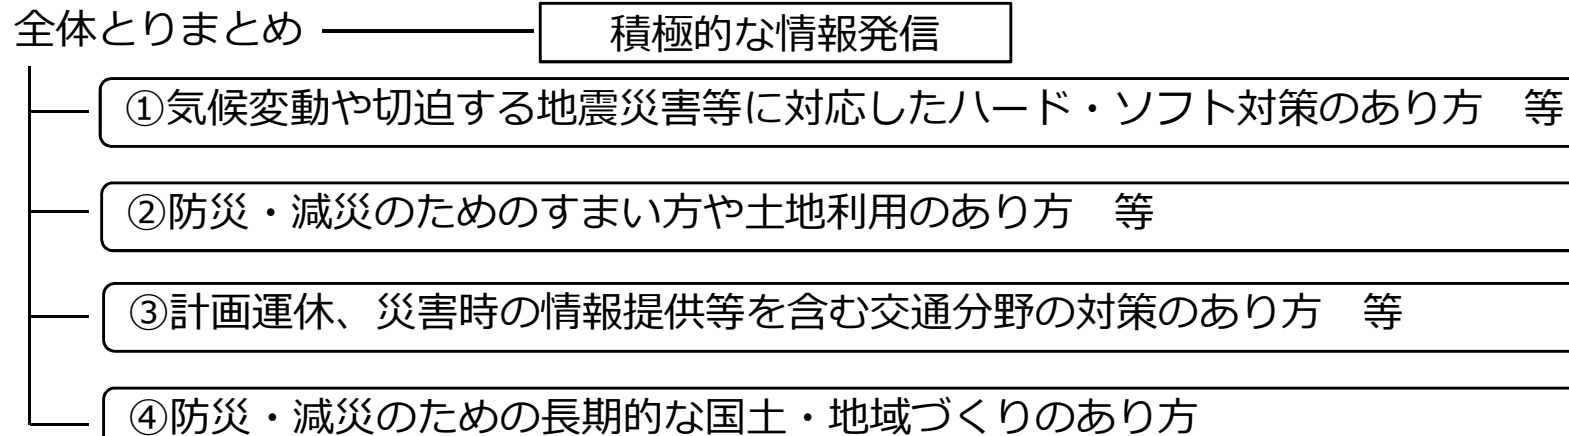 全体とりまとめ
積極的な情報発信
①気候変動や切迫する地震災害等に対応したハード・ソフト対策のあり方　等
②防災・減災のためのすまい方や土地利用のあり方　等
③計画運休、災害時の情報提供等を含む交通分野の対策のあり方　等
④防災・減災のための長期的な国土・地域づくりのあり方